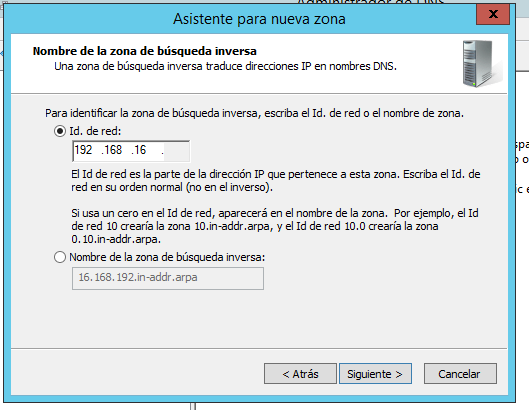 Administrador de DNS
Asistente para nueva zona
x
Nombre de la zona de búsqueda inversa
Una zona de búsqueda inversa traduce direcciones IP en nombres DNS.
Para identificar la zona de búsqueda inversa, escriba el Id. de red o el nombre de zona.
Id. de red:
192 .168 .16 .
El Id de red es la parte de la dirección IP que pertenece a esta zona. Escriba el Id. de
red en su orden normal (no en el inverso).
Si usa un cero en el Id de red, aparecerá en el nombre de la zona. Por ejemplo, el Id
de red 10 crearía la zona 10.in-addr.arpa, y el Id de red 10.0 crearía la zona
0.10.in-addr.arpa.
Nombre de la zona de búsqueda inversa:
16.168.192.in-addr.arpa
< Atrás
Siguiente >
Cancelar